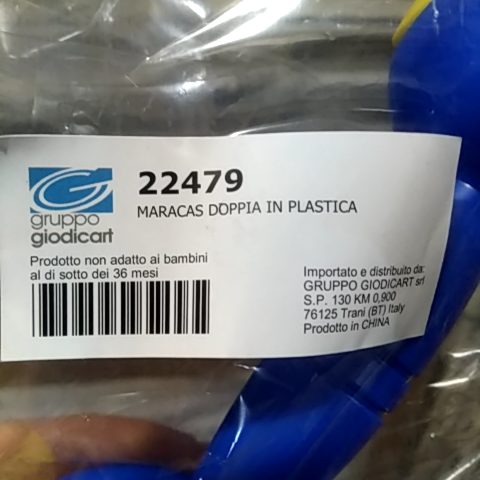 22479
MARACAS DOPPIA IN PLASTICA
gruppo
giodicart
Prodotto non adatto ai bambini
al di sotto dei 36 mesi
Importato e distribuito da:
GRUPPO GIODICART srl
S.P. 130 KM 0,900
76125 Trani (BT) Italy
Prodotto in CHINA